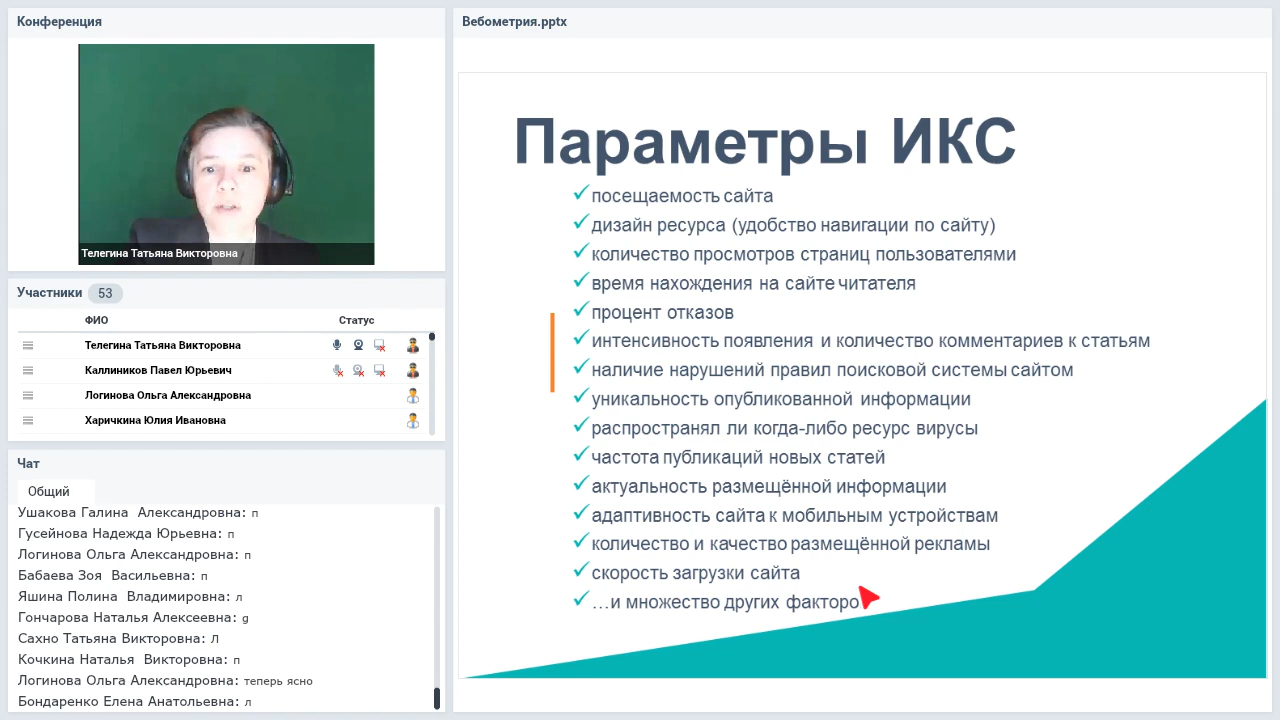 Конференция
Телегина Татьяна Викторовна
Участники 53
ФИО Статус
Телегина Татьяна Викторовна
Каллиников Павел Юрьевич
Логинова Ольга Александровна
Харичкина Юлия Ивановна
Чат
Общий
Ушакова Галина Александровна: п
Гусейнова Надежда Юрьевна: п
Логинова Ольга Александровна: п
Бабаева Зоя Васильевна: п
Яшина Полина Владимировна: л
Гончарова Наталья Алексеевна: g
Сахно Татьяна Викторовна: Л
Кочкина Наталья Викторовна: п
Логинова Ольга Александровна: теперь ясно
Бондаренко Елена Анатольевна: л
Вебометрия.pptx
Параметры ИКС
посещаемость сайта
дизайн ресурса (удобство навигации по сайту)
количество просмотров страниц пользователями
время нахождения на сайте читателя
процент отказов
интенсивность появления и количество комментариев к статьям
наличие нарушений правил поисковой системы сайтом
уникальность опубликованной информации
распространял ли когда-либо ресурс вирусы
частота публикаций новых статей
актуальность размещённой информации
адаптивность сайта к мобильным устройствам
количество и качество размещённой рекламы
скорость загрузки сайта
…и множество других факторо